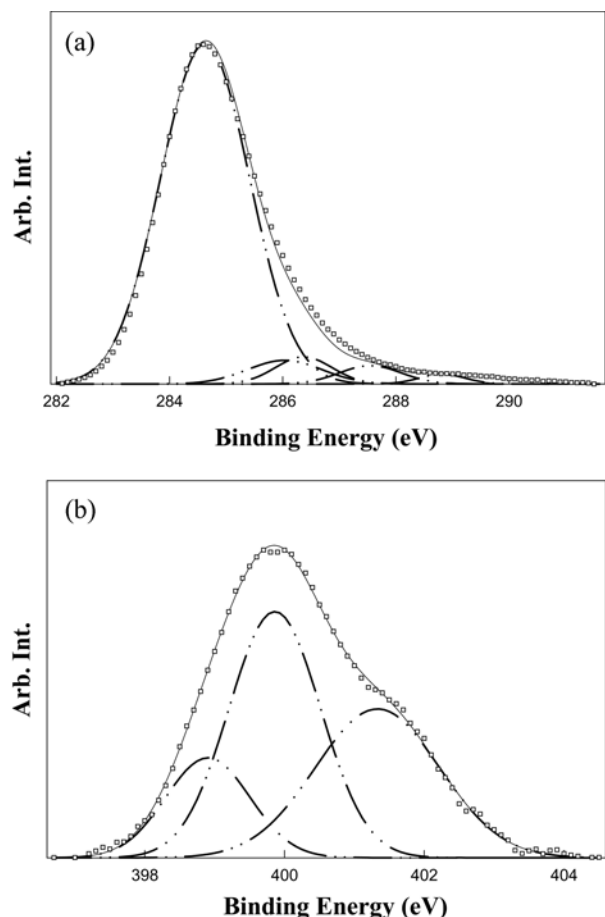 (a)
Arb. Int.
282 284 286 288 290
Binding Energy (eV)
(b)
Arb. Int.
398 400 402 404
Binding Energy (eV)